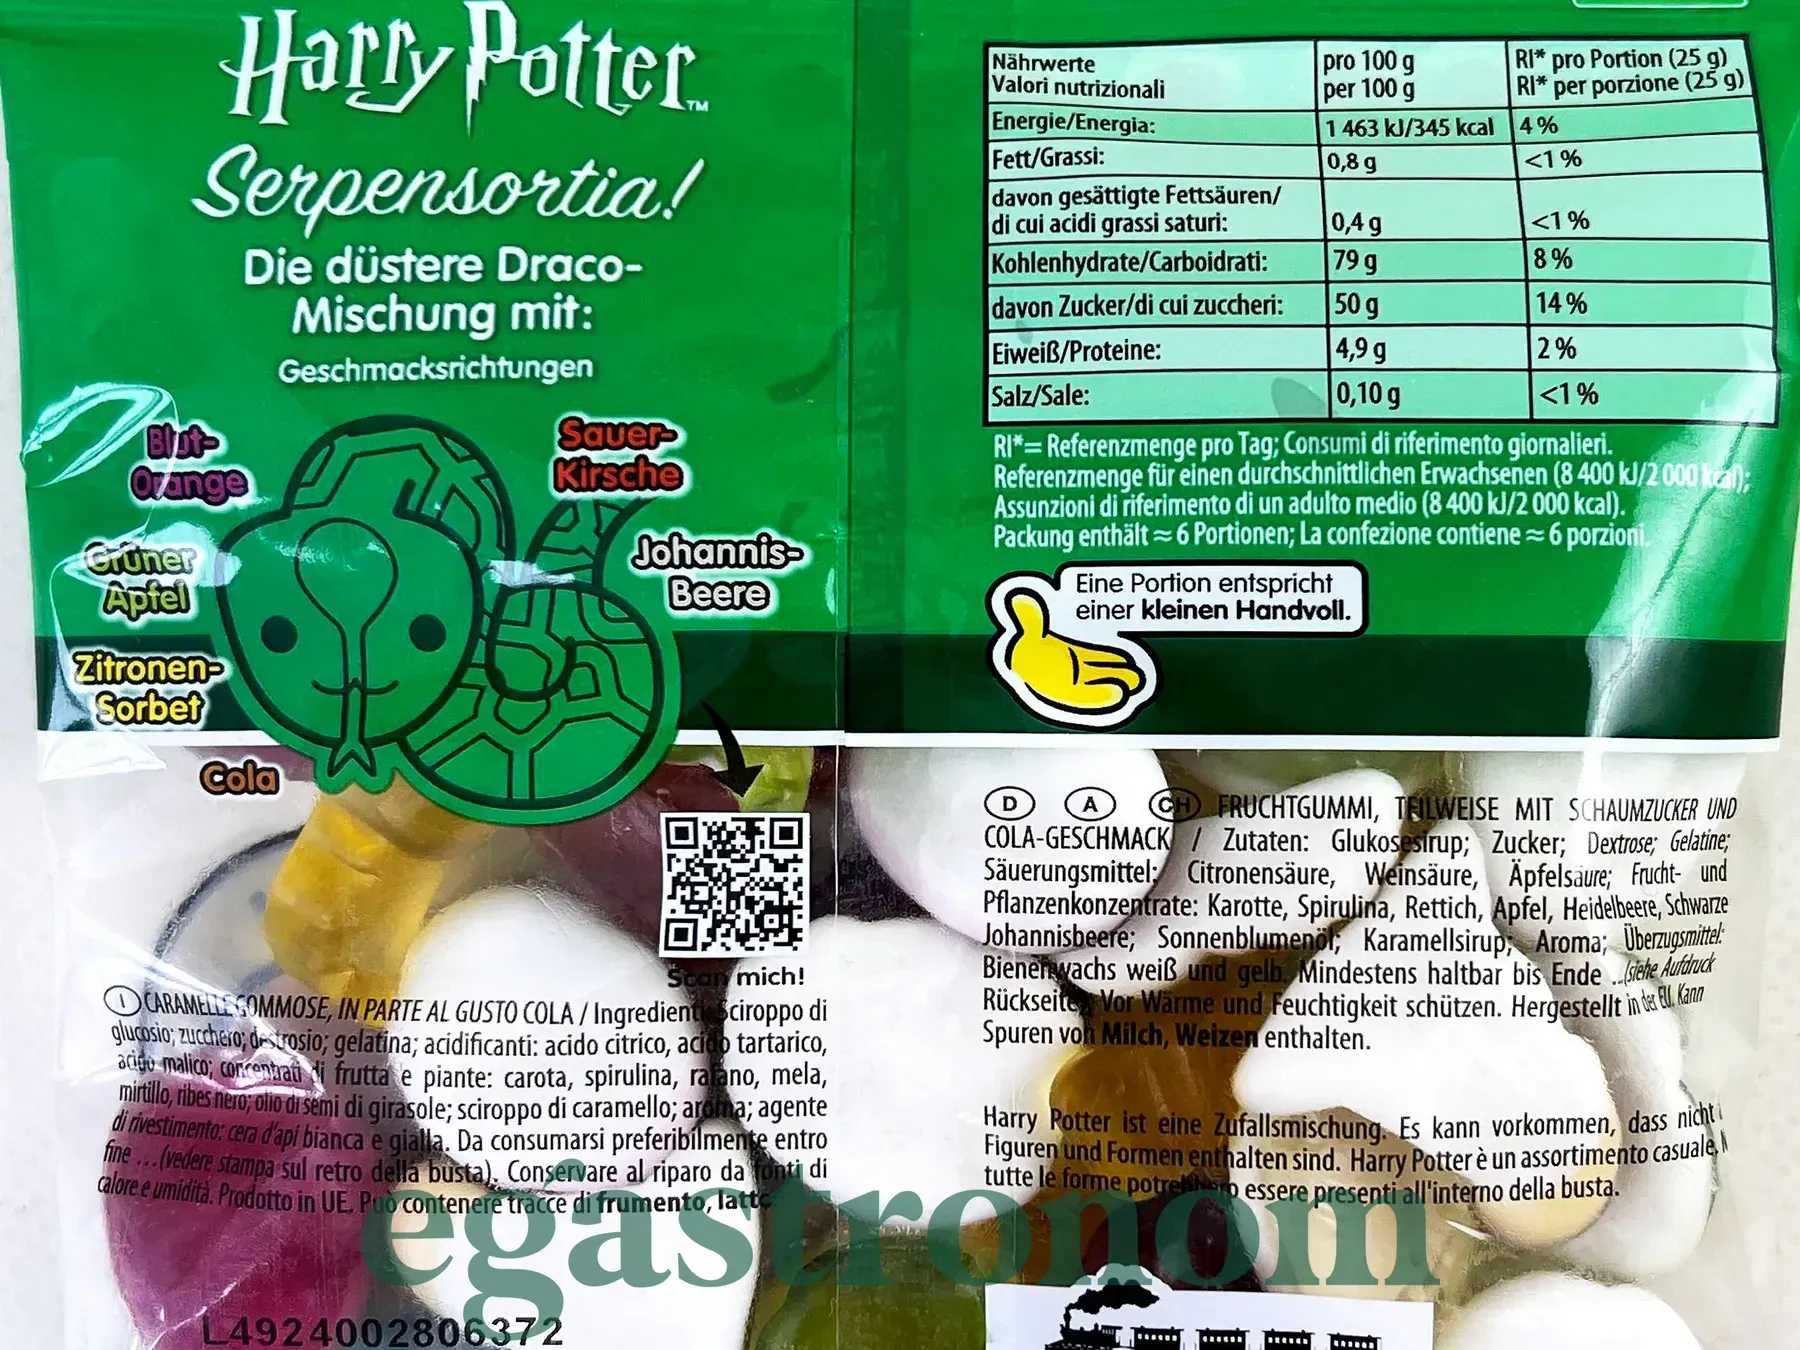 Harry Potter™
Serpensortia!
Die düstere Draco-
Mischung mit:
Geschmacksrichtungen
Blut-
Orange
Sauer-
Kirsche
Grüner
Apfel
Johannis-
Beere
Zitronen-
Sorbet
Cola
Scan mich!
I CARAMELLE GOMMOSE, IN PARTE AL GUSTO COLA / Ingredienti: Sciroppo di
glucosio; zucchero; destrosio; gelatina; acidificanti: acido citrico, acido tartarico,
acido malico; concentrati di frutta e piante: carota, spirulina, rafano, mela,
mirtillo, ribes nero; olio di semi di girasole; sciroppo di caramello; aroma; agente
di rivestimento: cera d'api bianca e gialla. Da consumarsi preferibilmente entro
fine ...(vedere stampa sul retro della busta). Conservare al riparo da fonti di
calore e umidità. Prodotto in UE. Può contenere tracce di frumento, latte
L4924002806372
Nährwerte pro 100 g RI* pro Portion (25 g)
Valori nutrizionali per 100 g RI* per porzione (25 g)
Energie/Energia: 1 463 kJ/345 kcal 4 %
Fett/Grassi: 0,8 g <1 %
davon gesättigte Fettsäuren/
di cui acidi grassi saturi: 0,4 g <1 %
Kohlenhydrate/Carboidrati: 79 g 8 %
davon Zucker/di cui zuccheri: 50 g 14 %
Eiweiß/Proteine: 4,9 g 2 %
Salz/Sale: 0,10 g <1 %
RI*= Referenzmenge pro Tag; Consumi di riferimento giornalieri.
Referenzmenge für einen durchschnittlichen Erwachsenen (8 400 kJ/2 000 kcal);
Assunzioni di riferimento di un adulto medio (8 400 kJ/2 000 kcal).
Packung enthält ≈ 6 Portionen; La confezione contiene ≈ 6 porzioni.
Eine Portion entspricht
einer kleinen Handvoll.
D A CH FRUCHTGUMMI, TEILWEISE MIT SCHAUMZUCKER UND
COLA-GESCHMACK / Zutaten: Glukosesirup; Zucker; Dextrose; Gelatine;
Säuerungsmittel: Citronensäure, Weinsäure, Äpfelsäure; Frucht- und
Pflanzenkonzentrate: Karotte, Spirulina, Rettich, Apfel, Heidelbeere, Schwarze
Johannisbeere; Sonnenblumenöl; Karamellsirup; Aroma; Überzugsmittel:
Bienenwachs weiß und gelb. Mindestens haltbar bis Ende ...(siehe Aufdruck
Rückseite). Vor Wärme und Feuchtigkeit schützen. Hergestellt in der EU. Kann
Spuren von Milch, Weizen enthalten.
Harry Potter ist eine Zufallsmischung. Es kann vorkommen, dass nicht
Figuren und Formen enthalten sind. Harry Potter è un assortimento casuale.
tutte le forme potrebbero essere presenti all'interno della busta.
egastronom